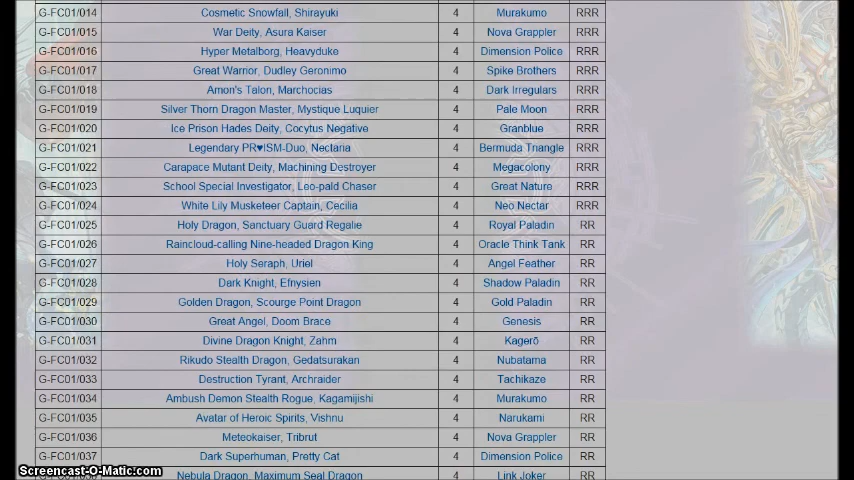 G-FC01/014 Cosmetic Snowfall, Shirayuki 4 Murakumo RRR
G-FC01/015 War Deity, Asura Kaiser 4 Nova Grappler RRR
G-FC01/016 Hyper Metalborg, Heavyduke 4 Dimension Police RRR
G-FC01/017 Great Warrior, Dudley Geronimo 4 Spike Brothers RRR
G-FC01/018 Amon's Talon, Marchocias 4 Dark Irregulars RRR
G-FC01/019 Silver Thorn Dragon Master, Mystique Luquier 4 Pale Moon RRR
G-FC01/020 Ice Prison Hades Deity, Cocytus Negative 4 Granblue RRR
G-FC01/021 Legendary PR♥ISM-Duo, Nectaria 4 Bermuda Triangle RRR
G-FC01/022 Carapace Mutant Deity, Machining Destroyer 4 Megacolony RRR
G-FC01/023 School Special Investigator, Leo-pald Chaser 4 Great Nature RRR
G-FC01/024 White Lily Musketeer Captain, Cecilia 4 Neo Nectar RRR
G-FC01/025 Holy Dragon, Sanctuary Guard Regalie 4 Royal Paladin RR
G-FC01/026 Raincloud-calling Nine-headed Dragon King 4 Oracle Think Tank RR
G-FC01/027 Holy Seraph, Uriel 4 Angel Feather RR
G-FC01/028 Dark Knight, Efnysien 4 Shadow Paladin RR
G-FC01/029 Golden Dragon, Scourge Point Dragon 4 Gold Paladin RR
G-FC01/030 Great Angel, Doom Brace 4 Genesis RR
G-FC01/031 Divine Dragon Knight, Zahm 4 Kagerō RR
G-FC01/032 Rikudo Stealth Dragon, Gedatsurakan 4 Nubatama RR
G-FC01/033 Destruction Tyrant, Archraider 4 Tachikaze RR
G-FC01/034 Ambush Demon Stealth Rogue, Kagamijishi 4 Murakumo RR
G-FC01/035 Avatar of Heroic Spirits, Vishnu 4 Narukami RR
G-FC01/036 Meteokaiser, Tribrut 4 Nova Grappler RR
G-FC01/037 Dark Superhuman, Pretty Cat 4 Dimension Police RR
Nebula Dragon, Maximum Seal Dragon 4 Link Joker RR
Screencast-O-Matic.com